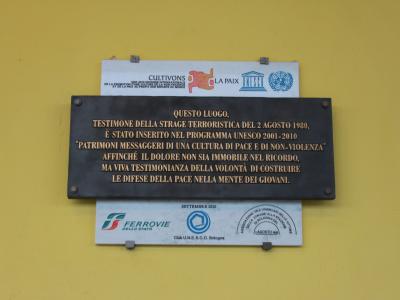 CULTIVONS LA PAIX
QUESTO LUOGO,
TESTIMONE DELLA STRAGE TERRORISTICA DEL 2 AGOSTO 1980,
È STATO INSERITO NEL PROGRAMMA UNESCO 2001-2010
"PATRIMONI MESSAGGERI DI UNA CULTURA DI PACE E DI NON-VIOLENZA"
AFFINCHÈ IL DOLORE NON SIA IMMOBILE NEL RICORDO,
MA VIVA TESTIMONIANZA DELLA VOLONTÀ DI COSTRUIRE
LE DIFESE DELLA PACE NELLA MENTE DEI GIOVANI.
SETTEMBRE 2010
FERROVIE
DELLO STATO
Club U.N.E.S.C.O. Bologna